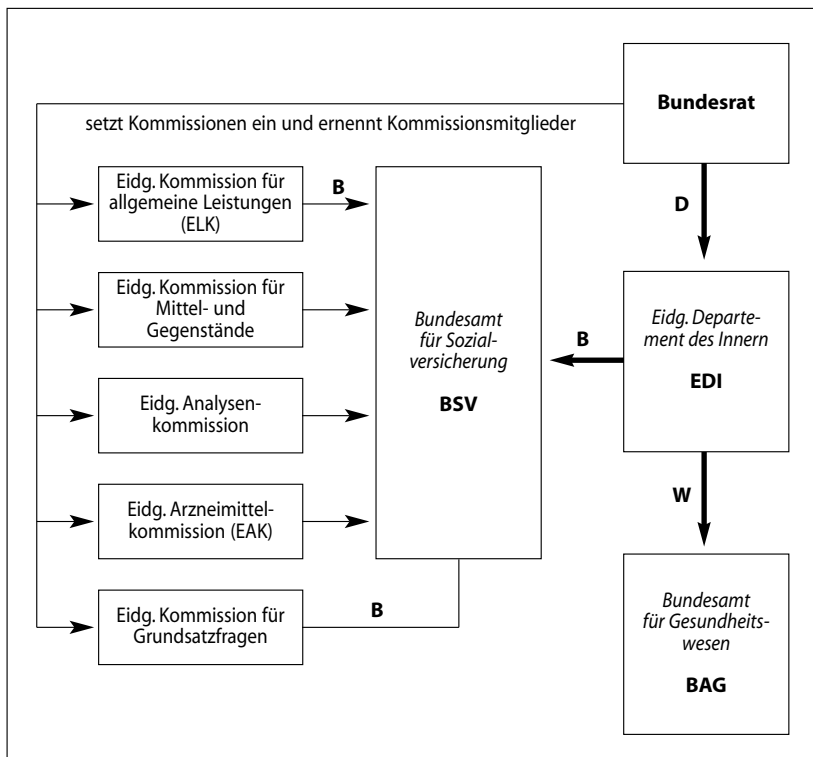 Bundesrat
setzt Kommissionen ein und ernennt Kommissionsmitglieder
Eidg. Kommission für
allgemeine Leistungen
(ELK)
B
D
Eidg. Kommission für
Mittel- und
Gegenstände
Bundesamt
für Sozial-
versicherung
BSV
B
Eidg. Departe-
ment des Innern
EDI
Eidg. Analysen-
kommission
Eidg. Arzneimittel-
kommission (EAK)
W
Eidg. Kommission für
Grundsatzfragen
B
Bundesamt
für Gesundheits-
wesen
BAG